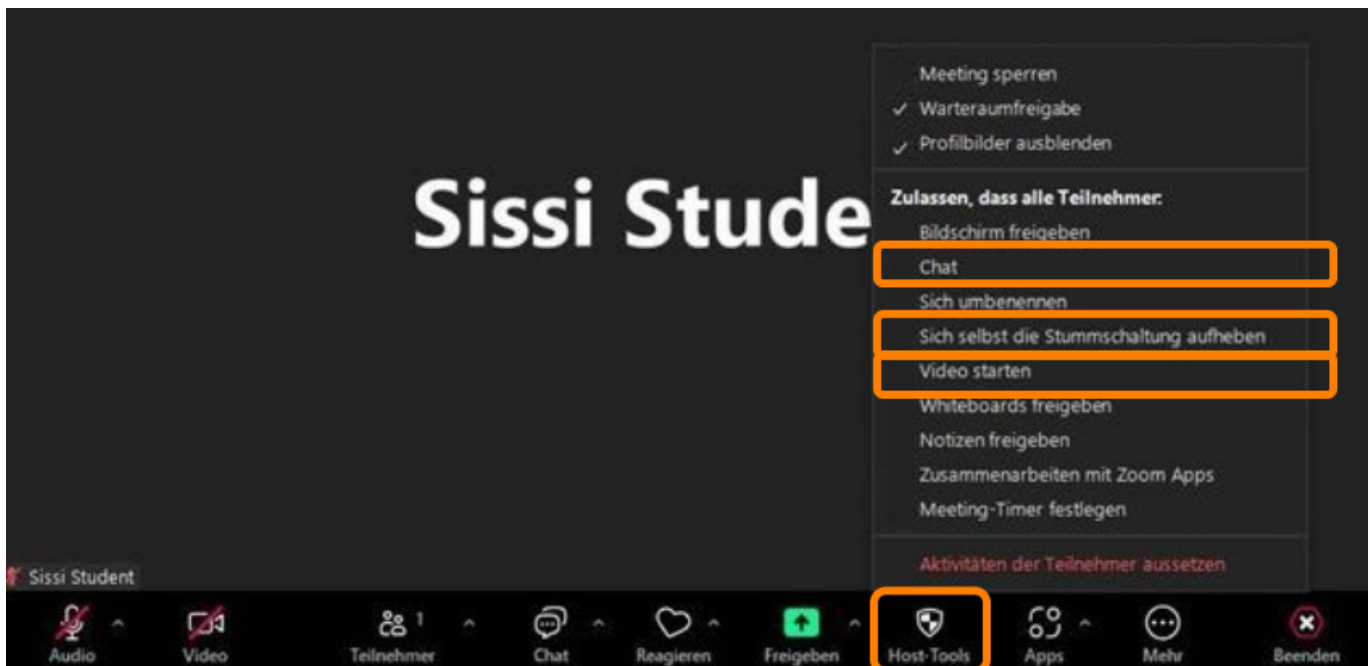 Meeting sperren
Warteraumfreigabe
Profilbilder ausblenden
Sissi Stude
Zulassen, dass alle Teilnehmer:
Bildschirm freigeben
Chat
Sich umbenennen
Sich selbst die Stummschaltung aufheben
Video starten
Whiteboards freigeben
Notizen freigeben
Zusammenarbeiten mit Zoom Apps
Meeting-Timer festlegen
Aktivitäten der Teilnehmer aussetzen
Sissi Student
1
Audio Video Teilnehmer Chat Reagieren Freigeben Host-Tools Apps Mehr Beenden